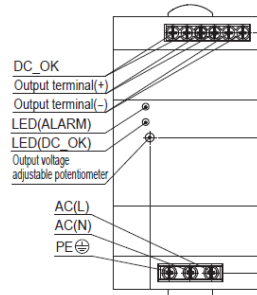 DC_OK
Output terminal(+)
Output terminal(−)
LED(ALARM)
LED(DC_OK)
Output voltage
adjustable potentiometer
AC(L)
AC(N)
PE